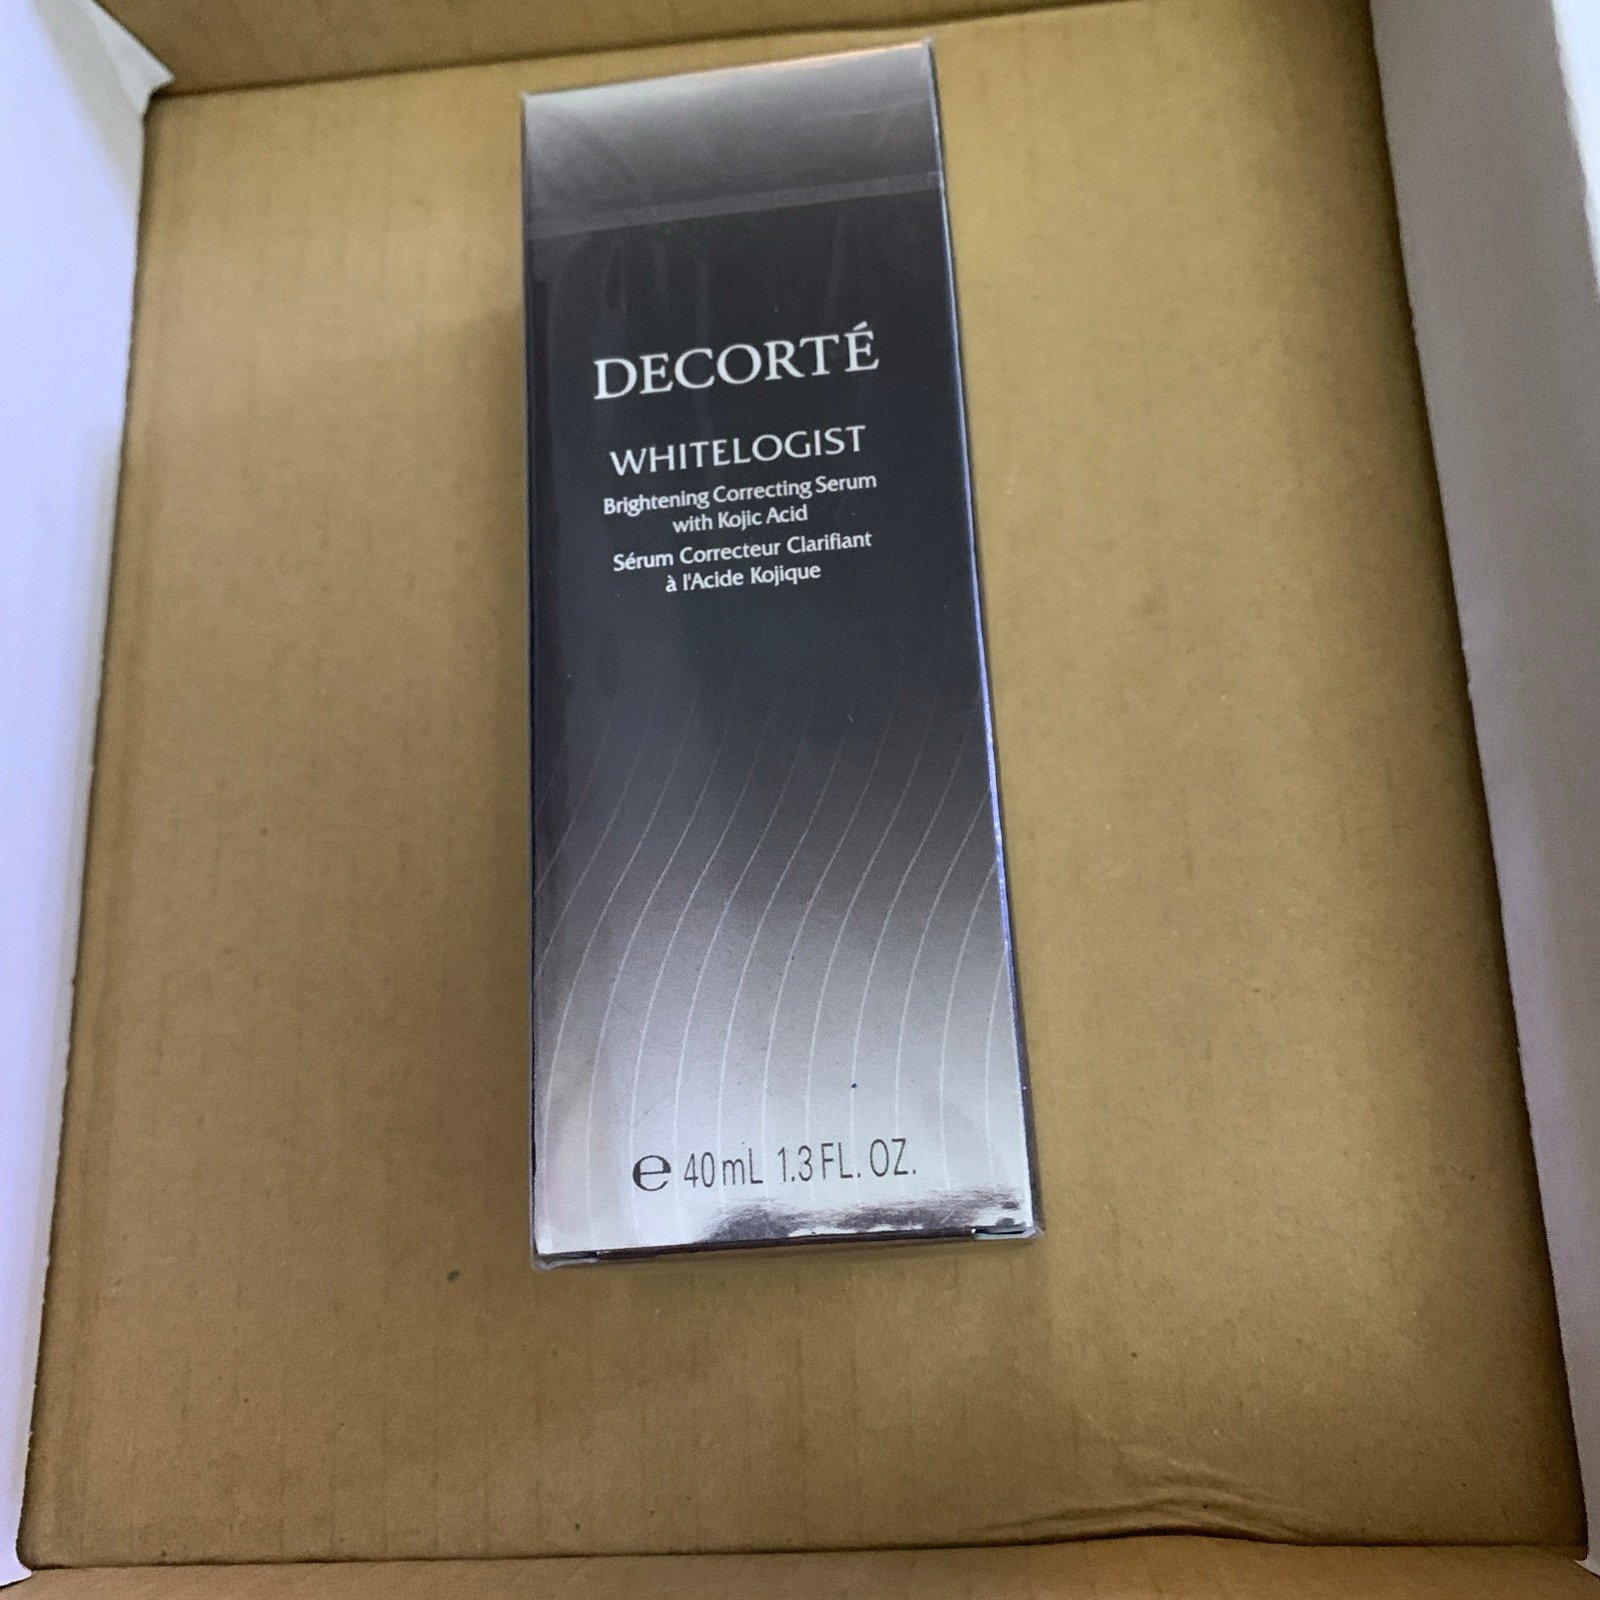 DECORTÉ
WHITELOGIST
Brightening Correcting Serum
with Kojic Acid
Sérum Correcteur Clarifiant
à l'Acide Kojique
℮ 40mL 1.3 FL. OZ.